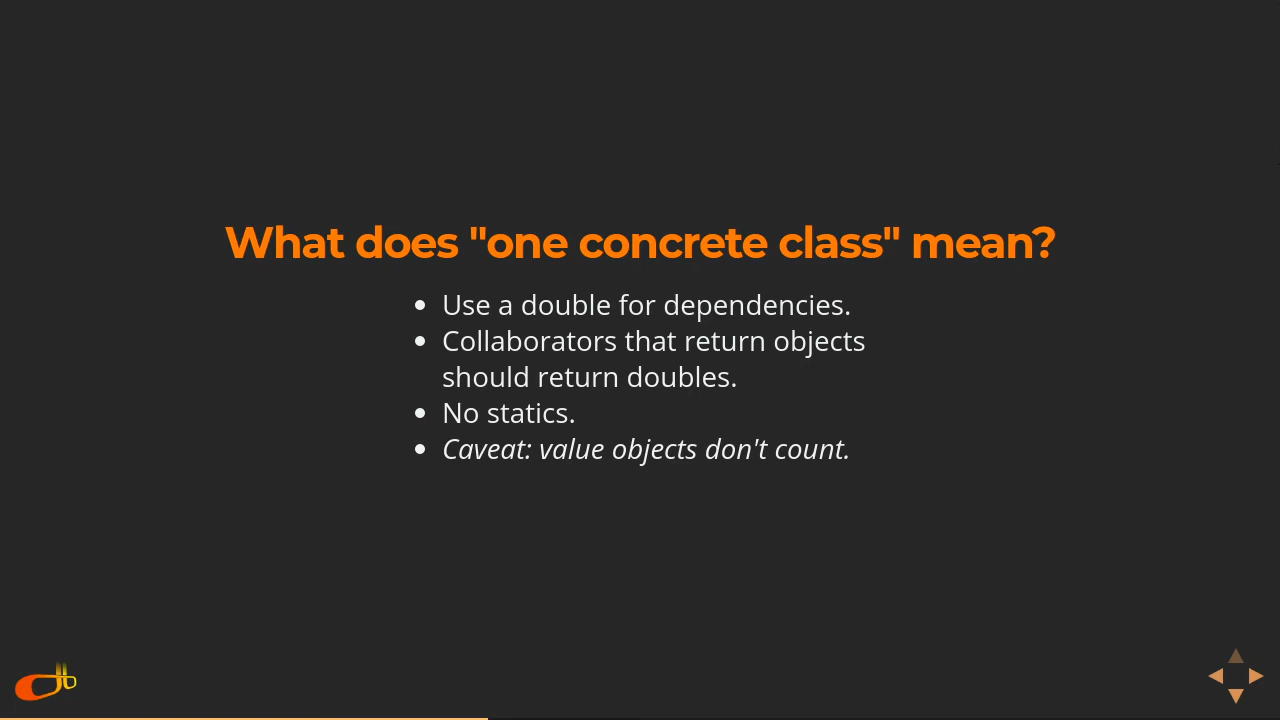 What does "one concrete class" mean?
Use a double for dependencies.
Collaborators that return objects
should return doubles.
No statics.
Caveat: value objects don't count.